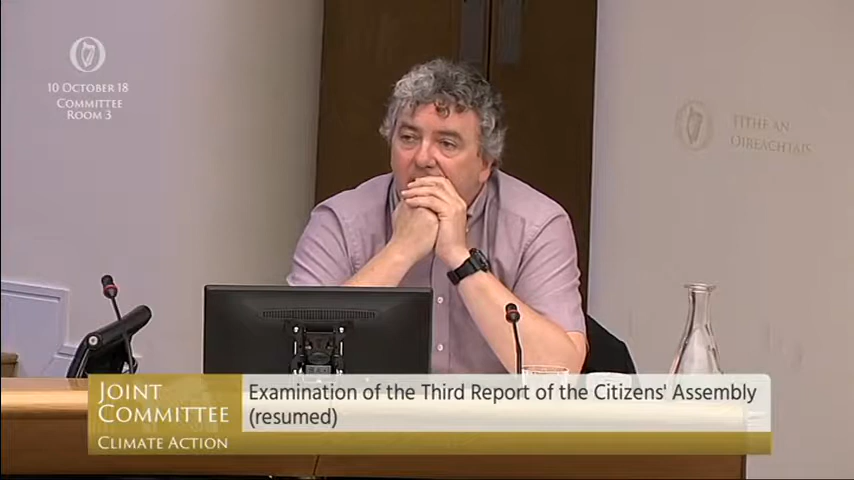 10 October 18
Committee
Room 3
Tithe an
Oireachtais
Joint
Committee
Climate Action
Examination of the Third Report of the Citizens' Assembly
(resumed)